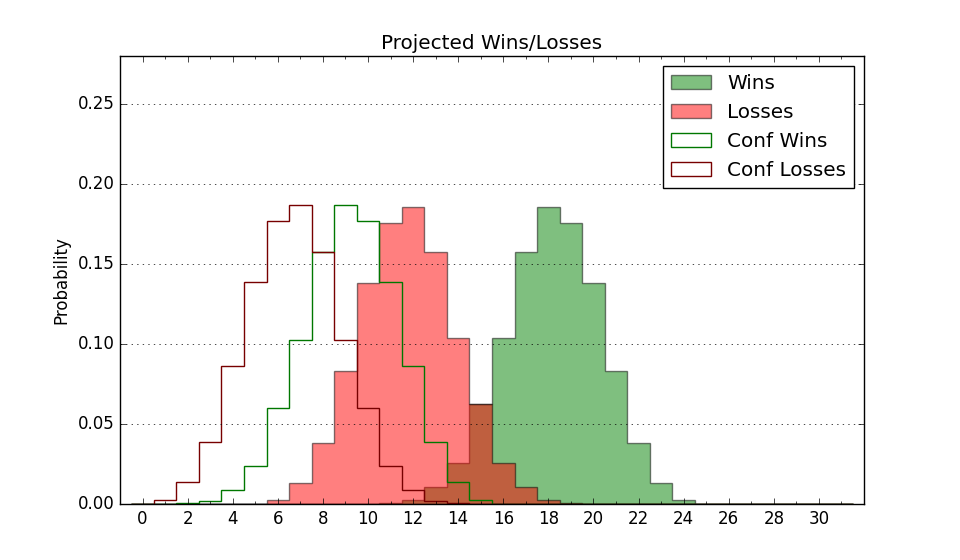 Projected Wins/Losses
Wins
Losses
Conf Wins
Conf Losses
Probability
0.25
0.20
0.15
0.10
0.05
0.00
0 2 4 6 8 10 12 14 16 18 20 22 24 26 28 30